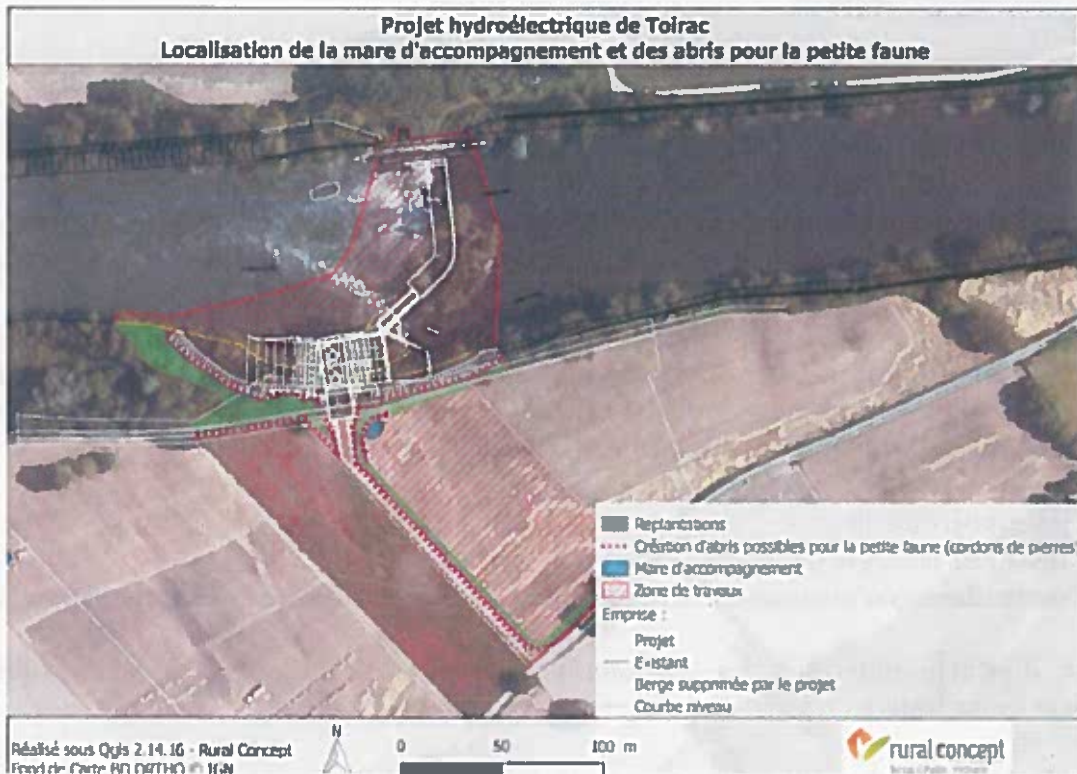 Projet hydroélectrique de Toirac
Localisation de la mare d'accompagnement et des abris pour la petite faune
Replantations
Création d'abris possibles pour la petite faune (cordons de pierres)
Mare d'accompagnement
Zone de travaux
Emprise :
Projet
Existant
Berge supprimée par le projet
Courbe niveau
Réalisé sous Qgis 2.14.16 - Rural Concept
Fond de Carte BD ORTHO © IGN
N
0 50 100 m
rural concept